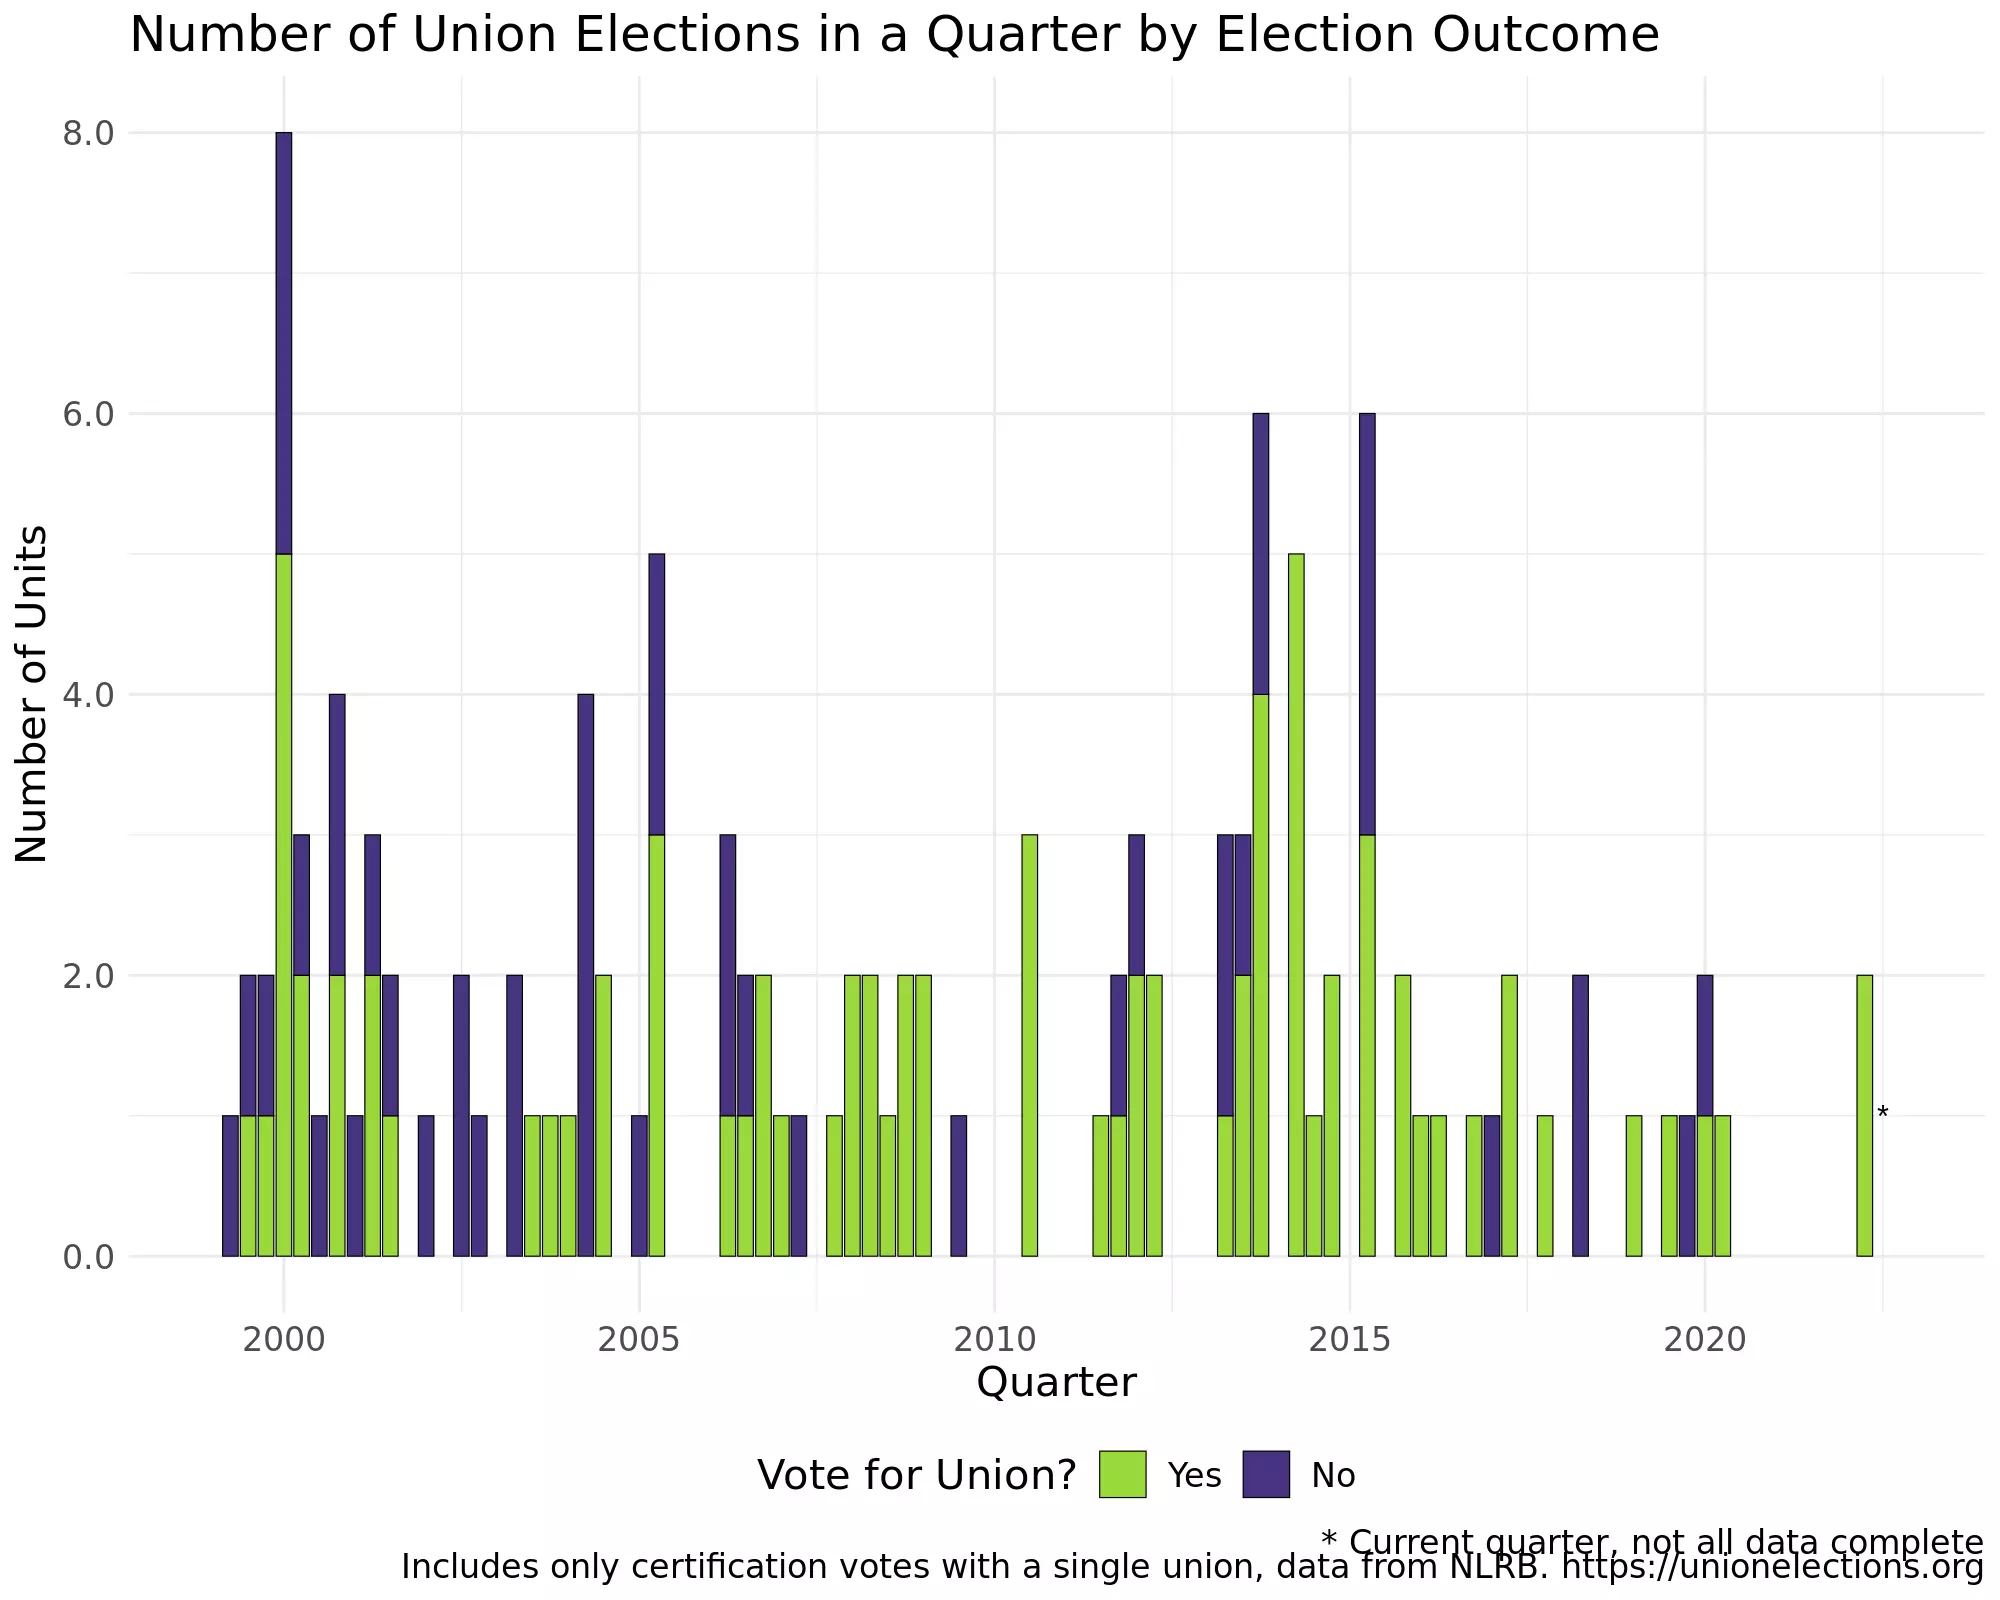 Number of Union Elections in a Quarter by Election Outcome
Number of Units
8.0
6.0
4.0
2.0
0.0
*
2000 2005 2010 2015 2020
Quarter
Vote for Union? Yes No
* Current quarter, not all data complete
Includes only certification votes with a single union, data from NLRB. https://unionelections.org